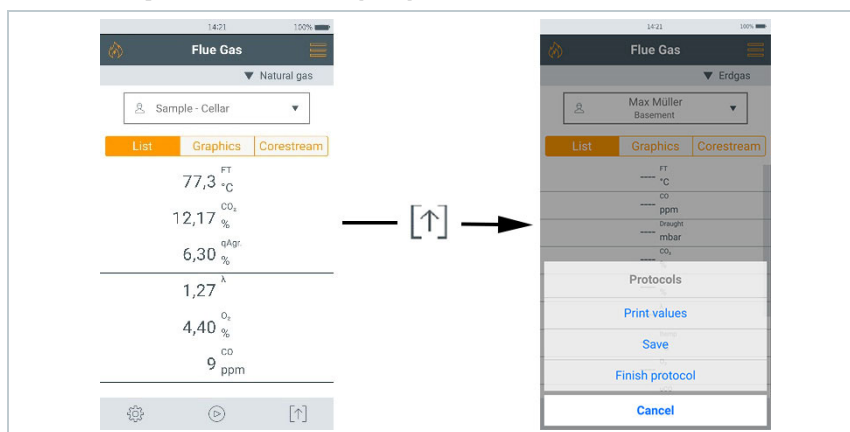 14:21 100%
Flue Gas
▼ Natural gas
Sample - Cellar ▼
List Graphics Corestream
77,3 FT °C
12,17 CO₂ %
6,30 qAgr. %
1,27 λ
4,40 O₂ %
9 CO ppm
[↑]
14:21 100%
Flue Gas
▼ Erdgas
Max Müller ▼
Basement
List Graphics Corestream
---- FT °C
---- CO ppm
---- Draught mbar
---- CO₂
Protocols
Print values
Save
Finish protocol
Cancel